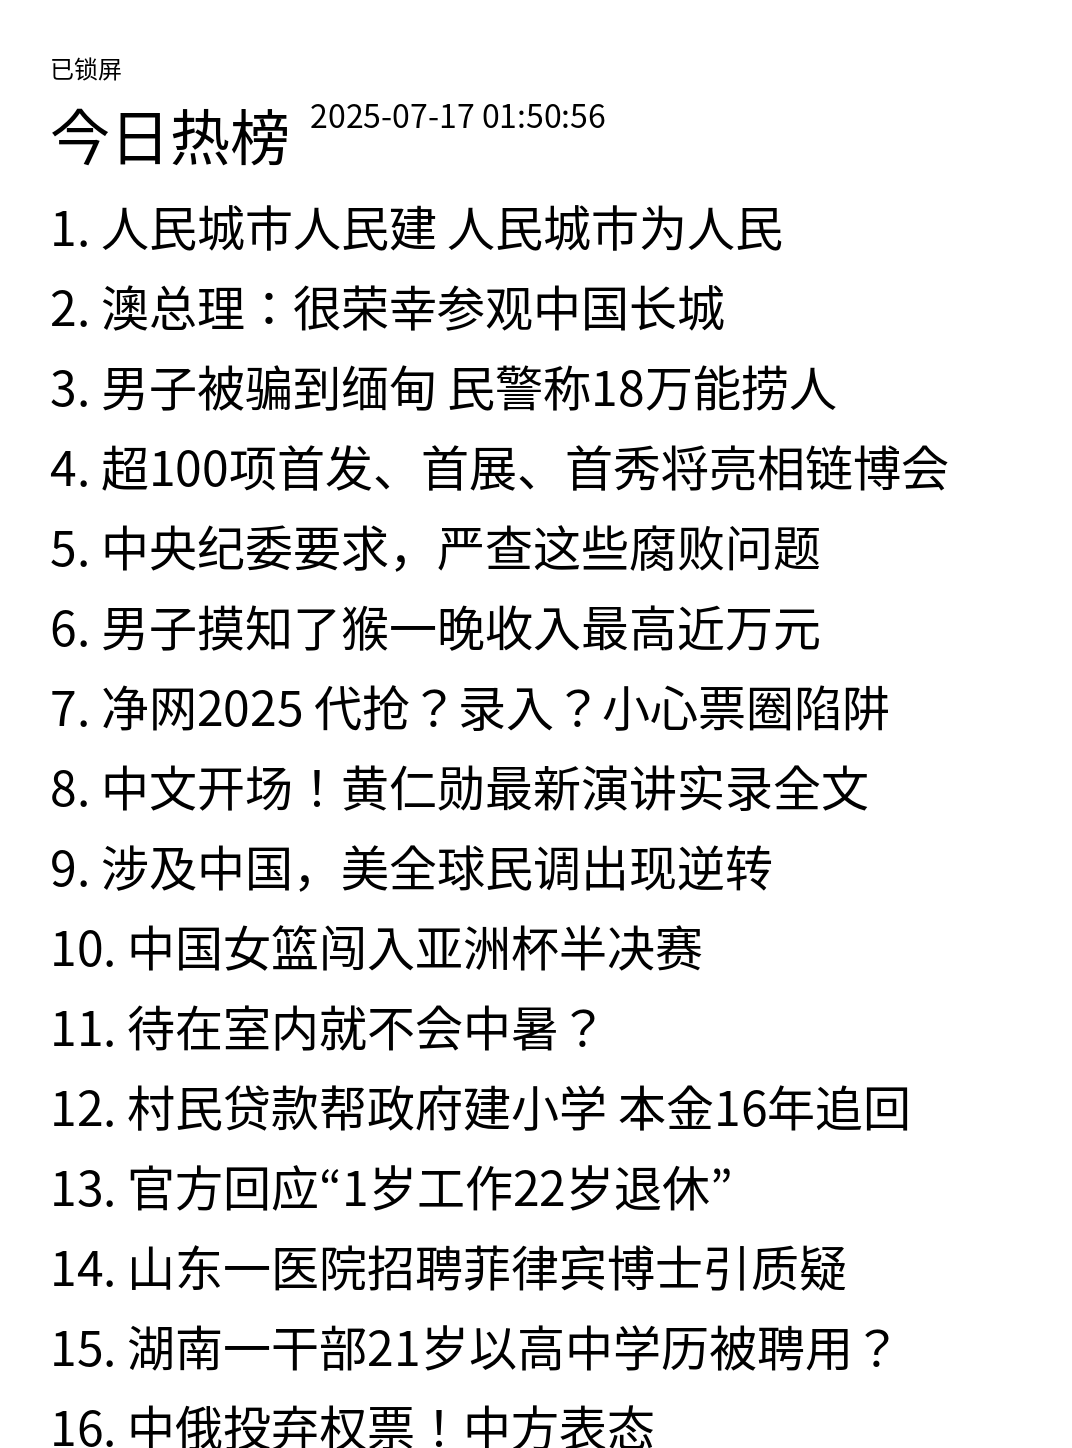 已锁屏
今日热榜 2025-07-17 01:50:56
1. 人民城市人民建 人民城市为人民
2. 澳总理：很荣幸参观中国长城
3. 男子被骗到缅甸 民警称18万能捞人
4. 超100项首发、首展、首秀将亮相链博会
5. 中央纪委要求，严查这些腐败问题
6. 男子摸知了猴一晚收入最高近万元
7. 净网2025 代抢？录入？小心票圈陷阱
8. 中文开场！黄仁勋最新演讲实录全文
9. 涉及中国，美全球民调出现逆转
10. 中国女篮闯入亚洲杯半决赛
11. 待在室内就不会中暑？
12. 村民贷款帮政府建小学 本金16年追回
13. 官方回应“1岁工作22岁退休”
14. 山东一医院招聘菲律宾博士引质疑
15. 湖南一干部21岁以高中学历被聘用？
16. 中俄投弃权票！中方表态